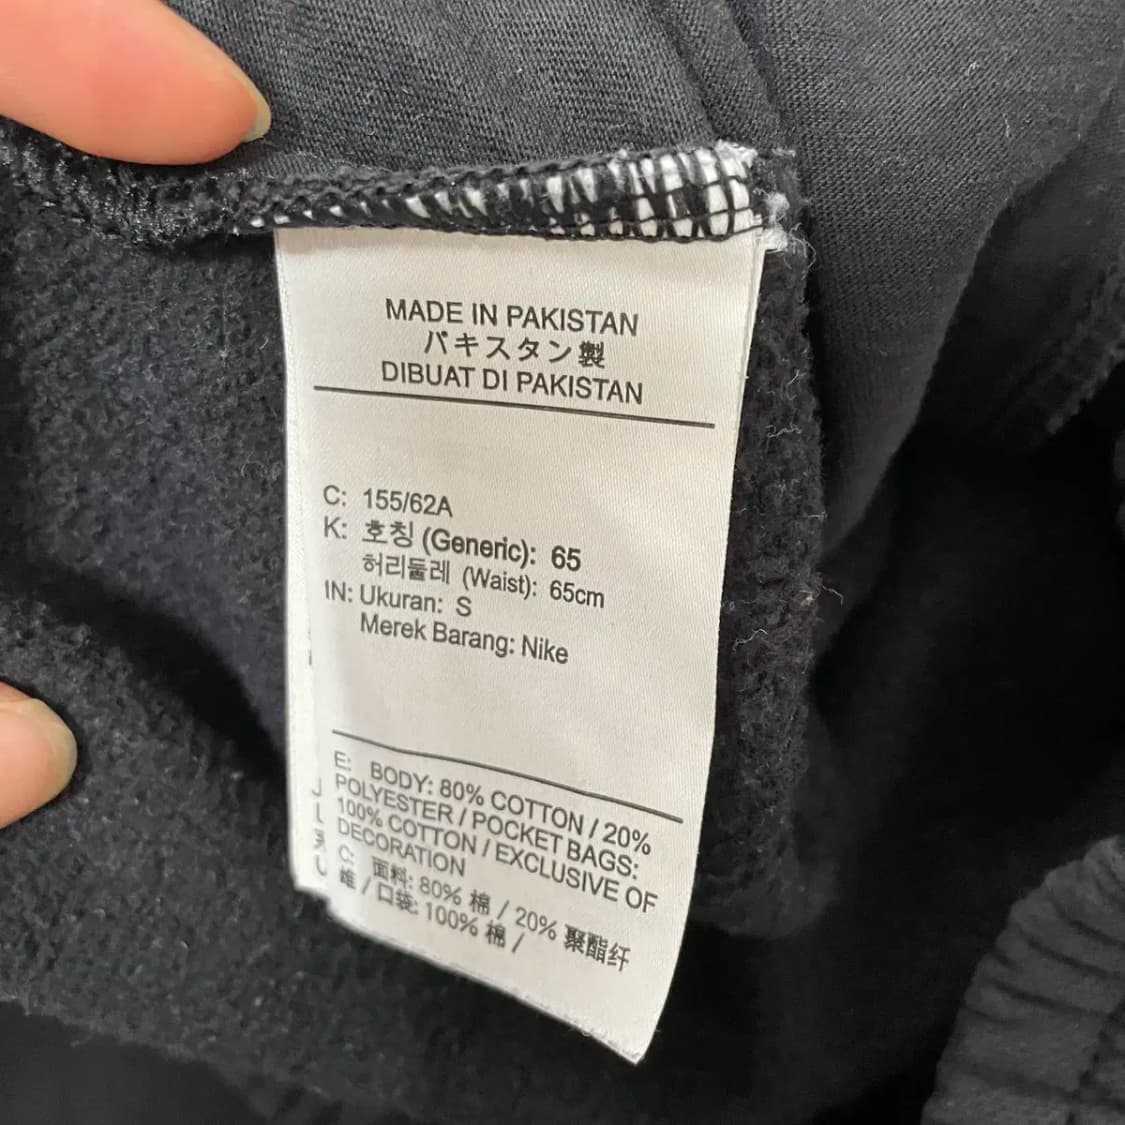 MADE IN PAKISTAN
パキスタン製
DIBUAT DI PAKISTAN
C: 155/62A
K: 호칭 (Generic): 65
허리둘레 (Waist): 65cm
IN: Ukuran: S
Merek Barang: Nike
E: BODY: 80% COTTON / 20%
POLYESTER / POCKET BAGS:
100% COTTON / EXCLUSIVE OF
DECORATION
C: 面料: 80% 棉 / 20% 聚酯纤
維 / 口袋: 100% 棉 /